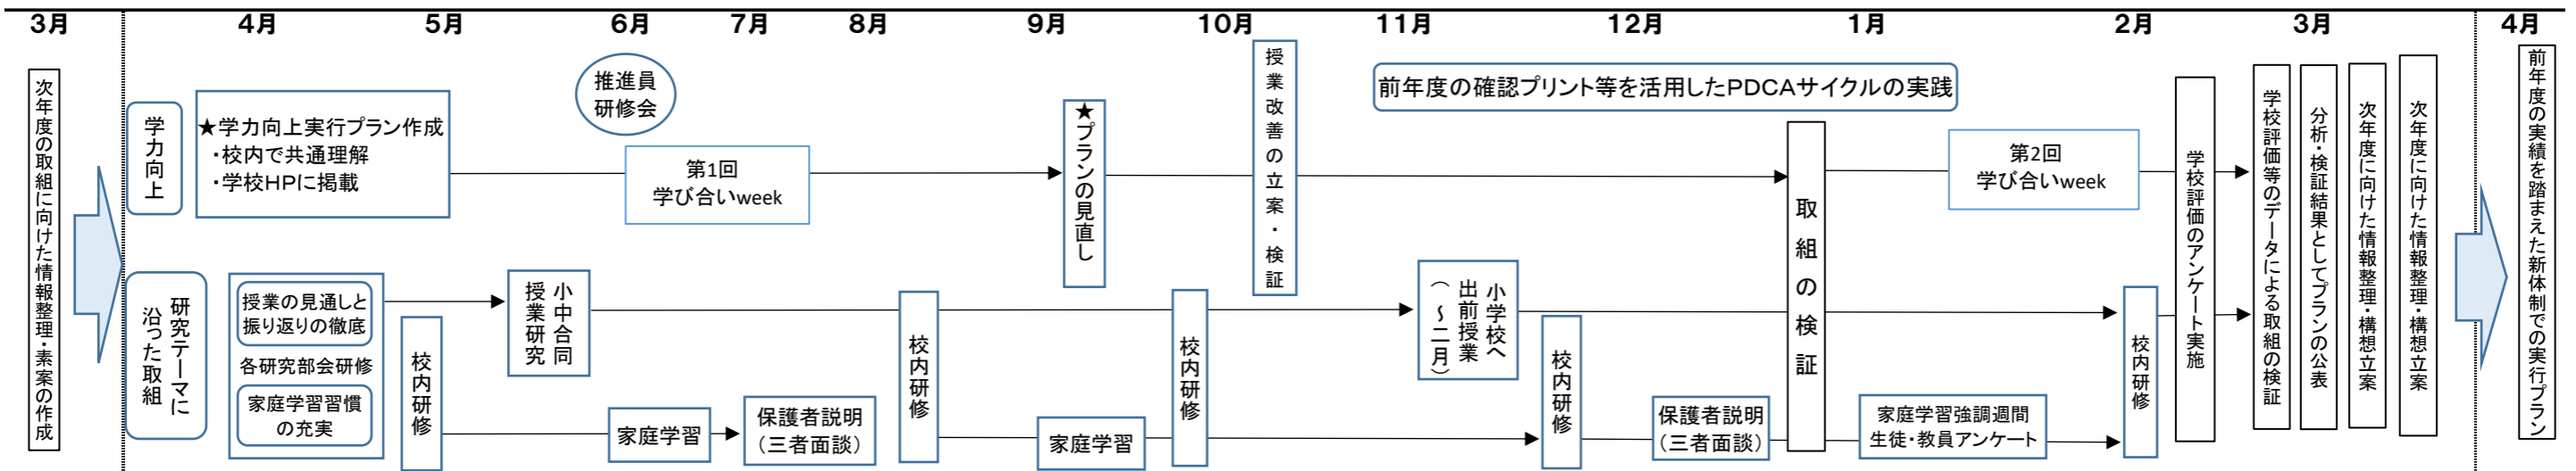 3月
4月
5月
6月
7月
8月
9月
10月
11月
12月
1月
2月
3月
4月
次年度の取組に向けた情報整理・素案の作成
学力向上
★学力向上実行プラン作成
・校内で共通理解
・学校HPに掲載
推進員
研修会
第1回
学び合いweek
★プランの見直し
授業改善の立案・検証
前年度の確認プリント等を活用したPDCAサイクルの実践
取組の検証
第2回
学び合いweek
学校評価のアンケート実施
学校評価等のデータによる取組の検証
分析・検証結果としてプランの公表
次年度に向けた情報整理・構想立案
次年度に向けた情報整理・構想立案
前年度の実績を踏まえた新体制での実行プラン
研究テーマに
沿った取組
授業の見通しと
振り返りの徹底
各研究部会研修
家庭学習習慣
の充実
校内研修
小中合同
授業研究
家庭学習
保護者説明
(三者面談)
校内研修
家庭学習
校内研修
小学校へ
出前授業
(～二月)
校内研修
保護者説明
(三者面談)
家庭学習強調週間
生徒・教員アンケート
校内研修